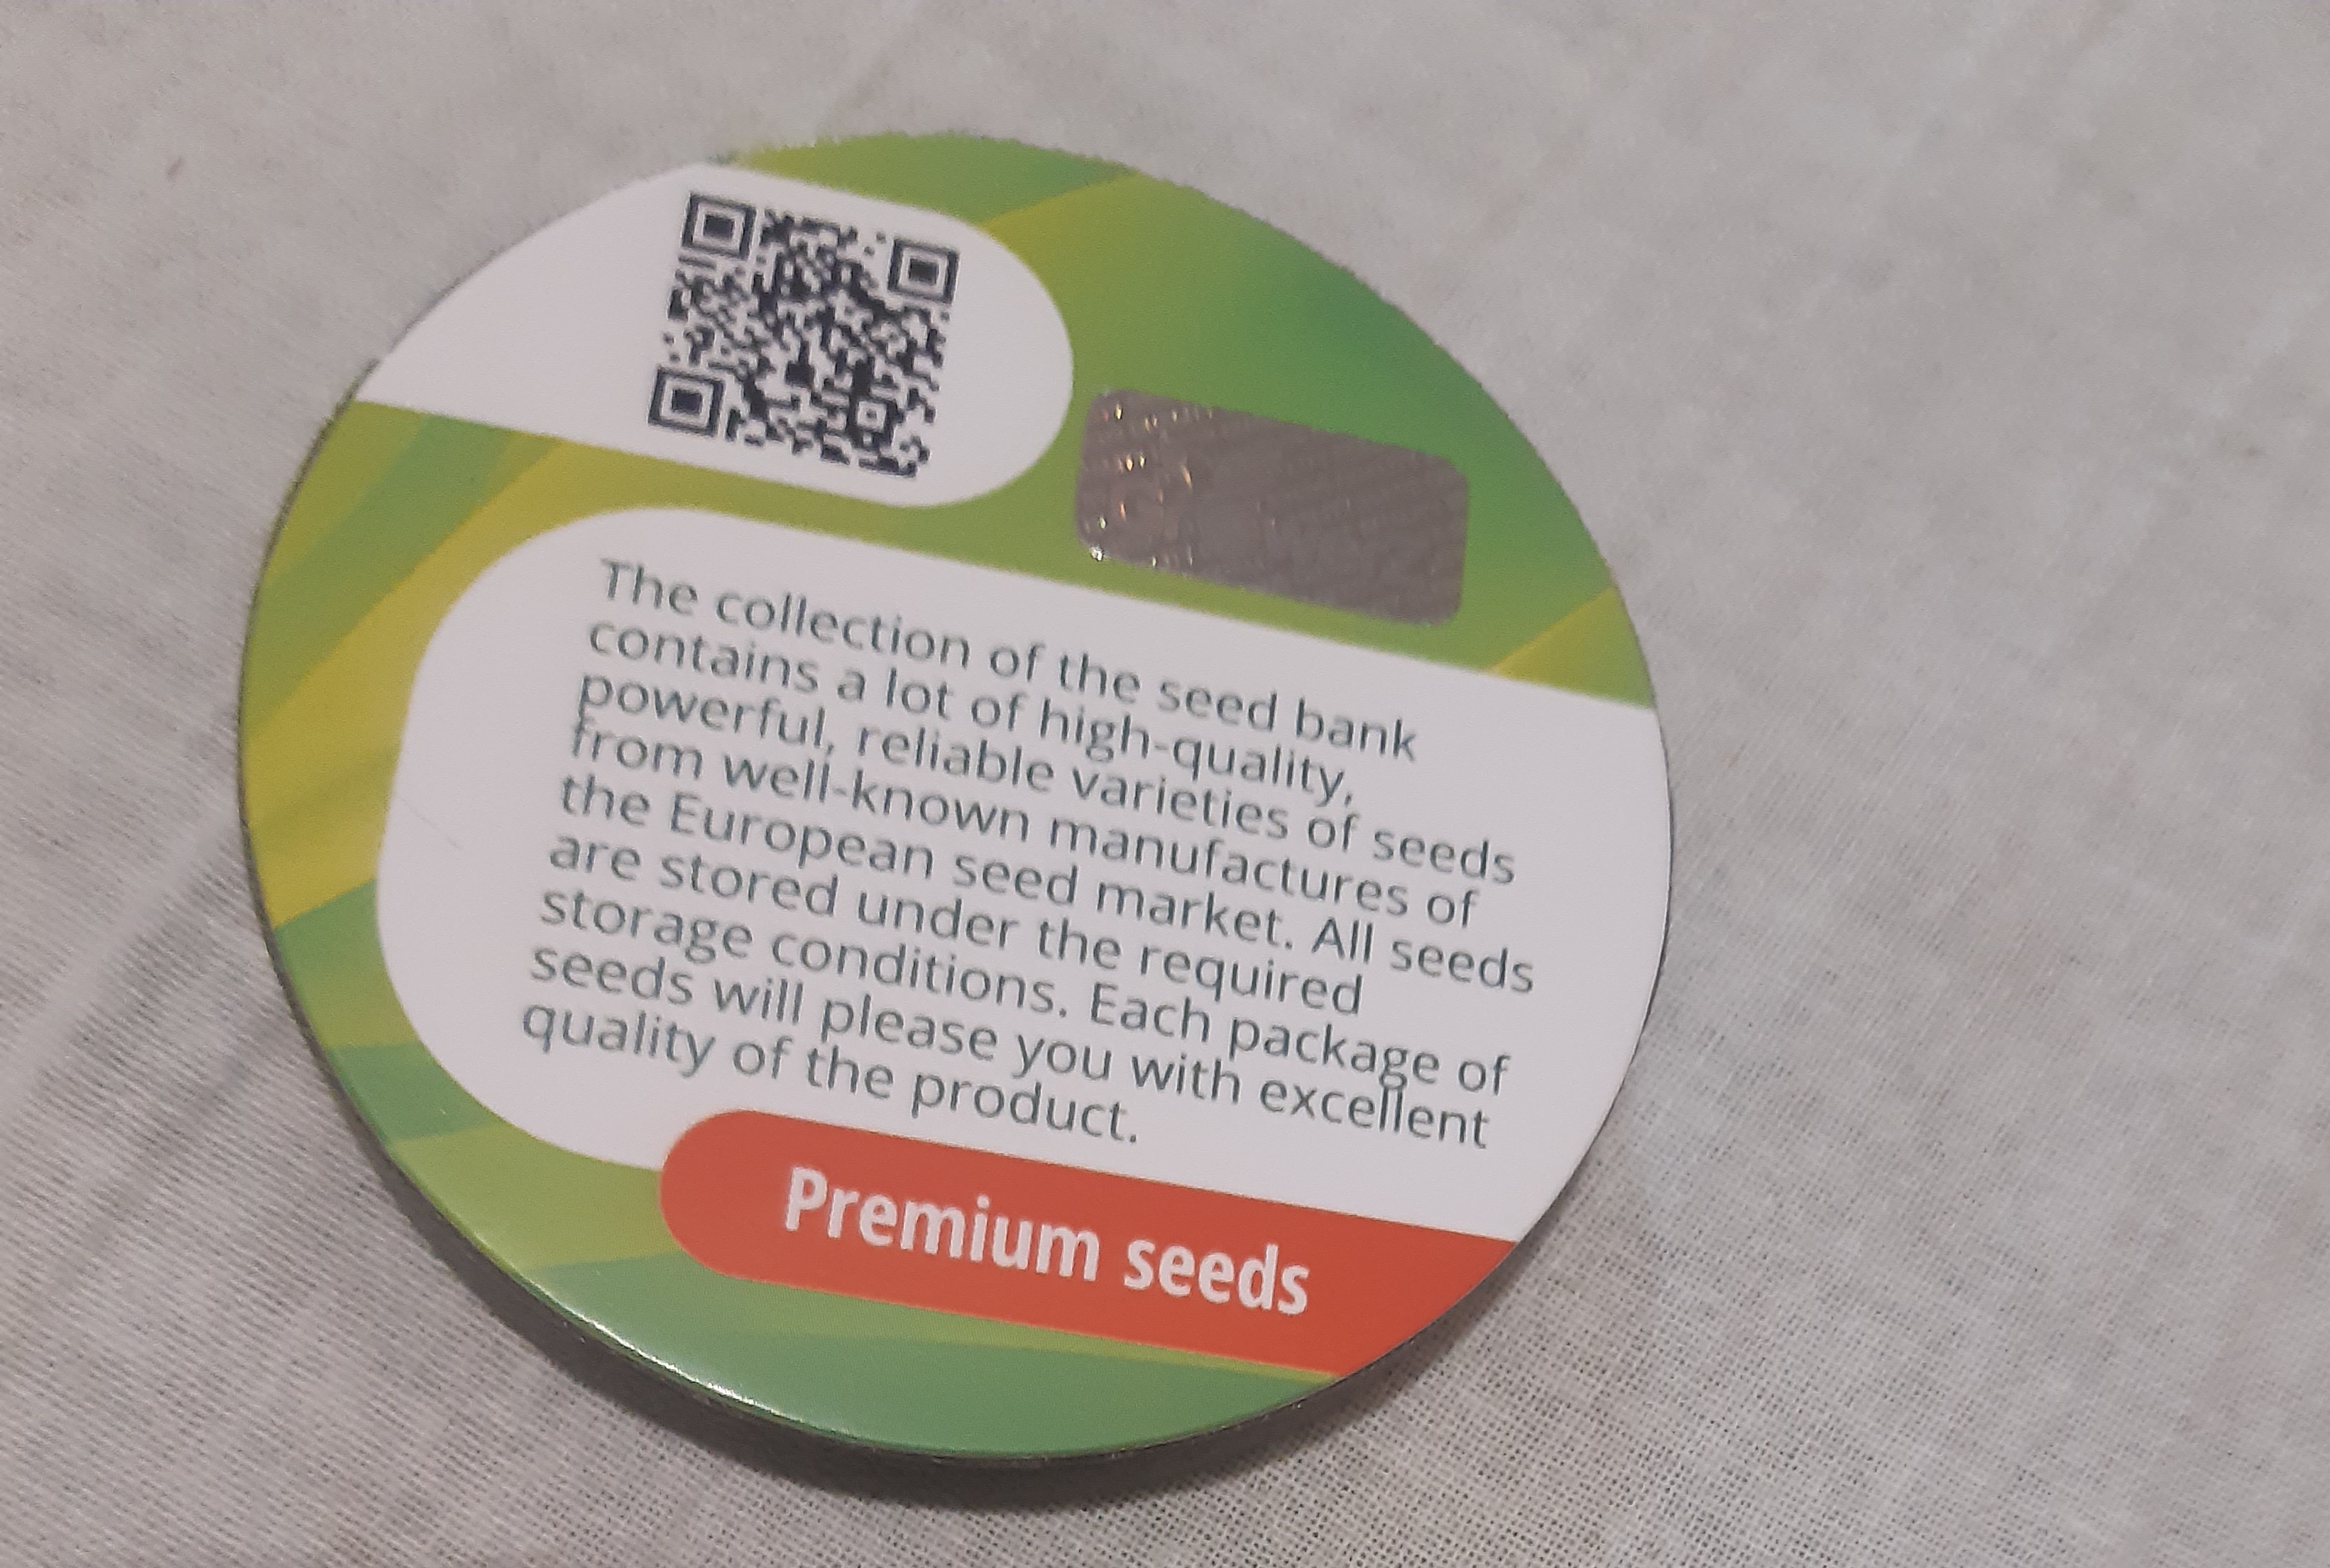 The collection of the seed bank
contains a lot of high-quality,
powerful, reliable varieties of seeds
from well-known manufactures of
the European seed market. All seeds
are stored under the required
storage conditions. Each package of
seeds will please you with excellent
quality of the product.
Premium seeds